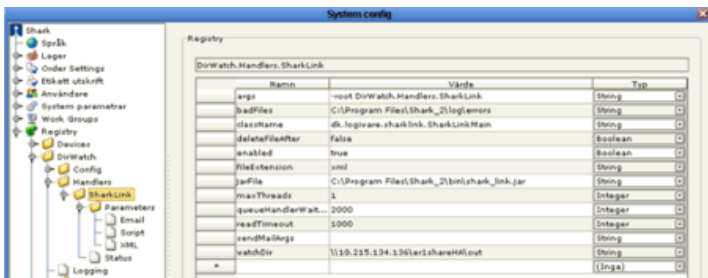 System config
Shark
Språk
Lager
Order Settings
Etikett utskrift
Användare
System parametrar
Work Groups
Registry
Devices
DirWatch
Config
Handlers
SharkLink
Parameters
Email
Script
XML
Status
Logging
Registry
DirWatch.Handlers.SharkLink
Namn Värde Typ
args -root DirWatch.Handlers.SharkLink String
badFiles C:\Program Files\Shark_2\log\errors String
className dk.logivare.sharklink.SharkLinkMain String
deleteFileAfter false Boolean
enabled true Boolean
fileExtension xml String
jarFile C:\Program Files\Shark_2\bin\shark_link.jar String
maxThreads 1 Integer
queueHandlerWait... 2000 Integer
readTimeout 1000 Integer
sendMailArgs String
watchDir String
* (Inga)